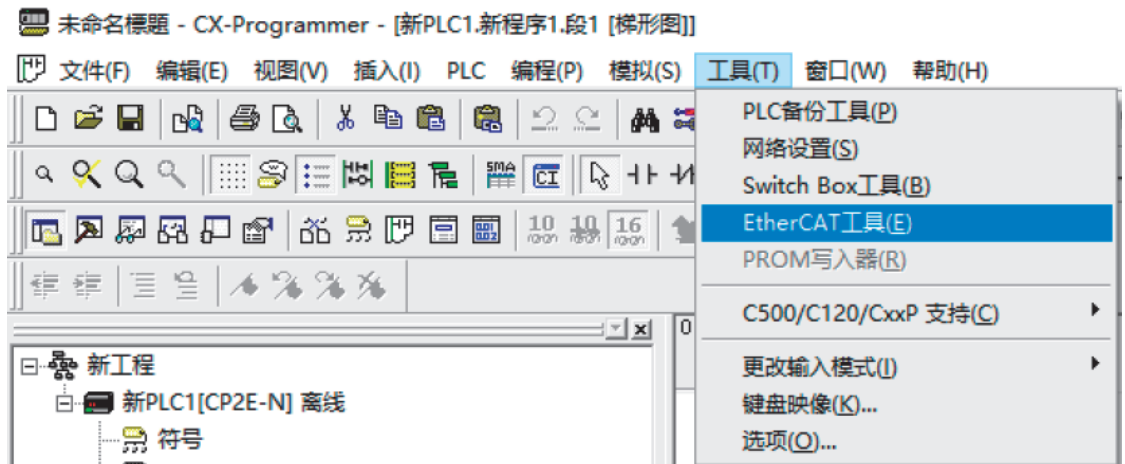 未命名標題 - CX-Programmer - [新PLC1.新程序1.段1 [梯形图]]
文件(F) 编辑(E) 视图(V) 插入(I) PLC 编程(P) 模拟(S) 工具(T) 窗口(W) 帮助(H)
PLC备份工具(P)
网络设置(S)
Switch Box工具(B)
EtherCAT工具(E)
PROM写入器(R)
C500/C120/CxxP 支持(C)
更改输入模式(I)
键盘映像(K)...
选项(O)...
SMA
CI
10 10 16
0
新工程
新PLC1[CP2E-N] 离线
符号